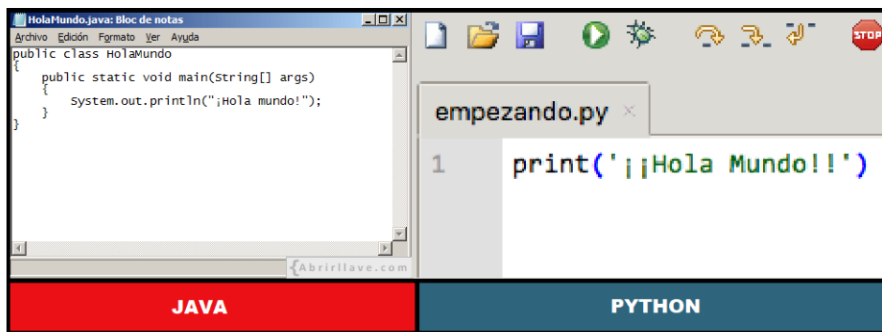 HolaMundo.java: Bloc de notas
Archivo Edición Formato Ver Ayuda
public class HolaMundo
{
    public static void main(String[] args)
    {
        System.out.println("¡Hola mundo!");
    }
}
{Abrirllave.com
JAVA
STOP
empezando.py ×
1 print('¡¡Hola Mundo!!')
PYTHON